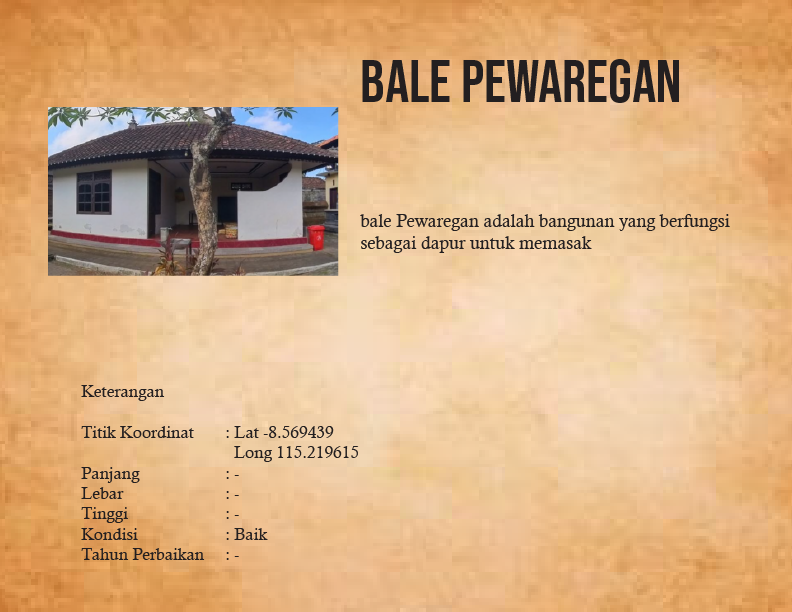 BALE PEWAREGAN
bale Pewaregan adalah bangunan yang berfungsi
sebagai dapur untuk memasak
Keterangan
Titik Koordinat : Lat -8.569439
Long 115.219615
Panjang : -
Lebar : -
Tinggi : -
Kondisi : Baik
Tahun Perbaikan : -